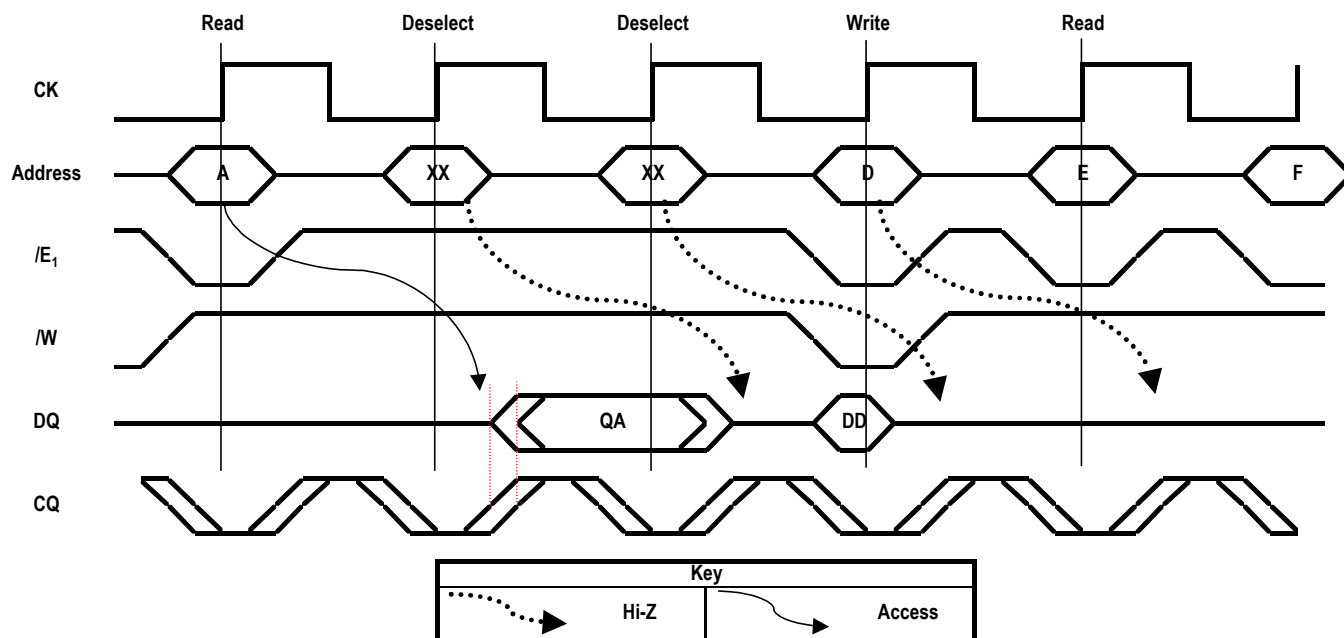 Read Deselect Deselect Write Read
CK
Address A XX XX D E F
/E1
/W
DQ QA DD
CQ
Key
Hi-Z Access